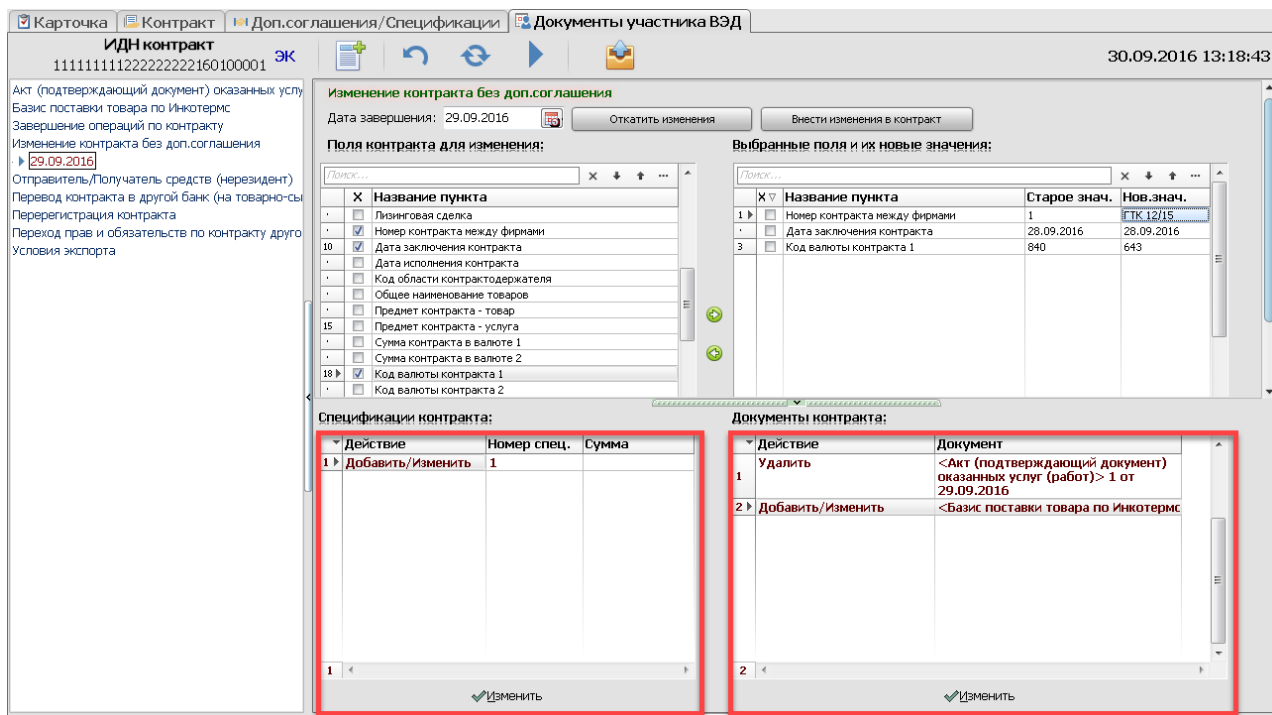 Карточка Контракт Доп.соглашения/Спецификации Документы участника ВЭД
ИДН контракт
111111111222222222160100001 ЭК
30.09.2016 13:18:43
Акт (подтверждающий документ) оказанных услу
Базис поставки товара по Инкотермс
Завершение операций по контракту
Изменение контракта без доп.соглашения
29.09.2016
Отправитель/Получатель средств (нерезидент)
Перевод контракта в другой банк (на товарно-сы
Перерегистрация контракта
Переход прав и обязательств по контракту друго
Условия экспорта
Изменение контракта без доп.соглашения
Дата завершения: 29.09.2016 Откатить изменения Внести изменения в контракт
Поля контракта для изменения:
Поиск...
X Название пункта
Лизинговая сделка
Номер контракта между фирмами
10 Дата заключения контракта
Дата исполнения контракта
Код области контрактодержателя
Общее наименование товаров
Предмет контракта - товар
15 Предмет контракта - услуга
Сумма контракта в валюте 1
Сумма контракта в валюте 2
18 Код валюты контракта 1
Код валюты контракта 2
Выбранные поля и их новые значения:
Поиск...
X Название пункта Старое знач. Нов.знач.
1 Номер контракта между фирмами 1 ГТК 12/15
Дата заключения контракта 28.09.2016 28.09.2016
3 Код валюты контракта 1 840 643
Спецификации контракта:
Действие Номер спец. Сумма
1 Добавить/Изменить 1
1
Изменить
Документы контракта:
Действие Документ
1 Удалить <Акт (подтверждающий документ)
оказанных услуг (работ)> 1 от
29.09.2016
2 Добавить/Изменить <Базис поставки товара по Инкотермс
2
Изменить